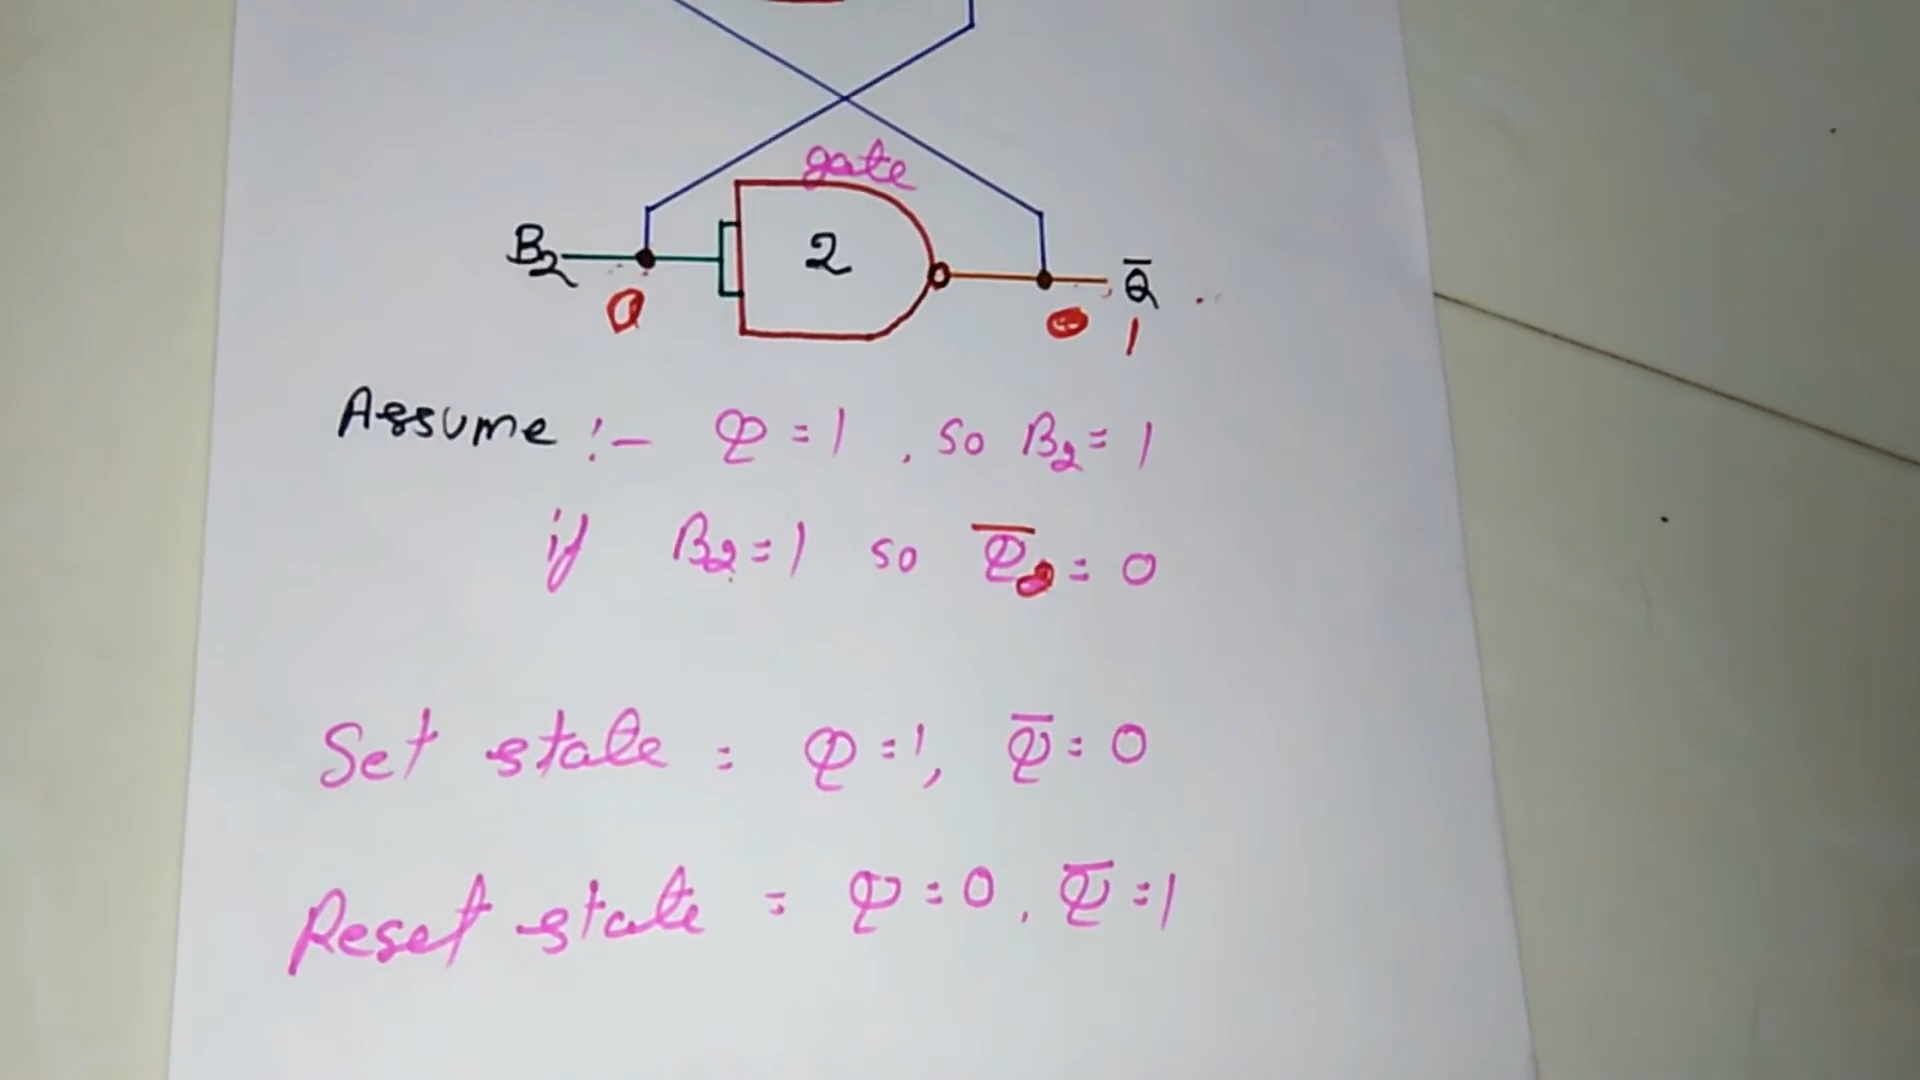 gate
B₂ 2 Q̅
0 1
Assume :- Q = 1 , so B₂ = 1
if B₂ = 1 so Q̅ = 0
Set state = Q = 1, Q̅ = 0
Reset state = Q = 0, Q̅ = 1